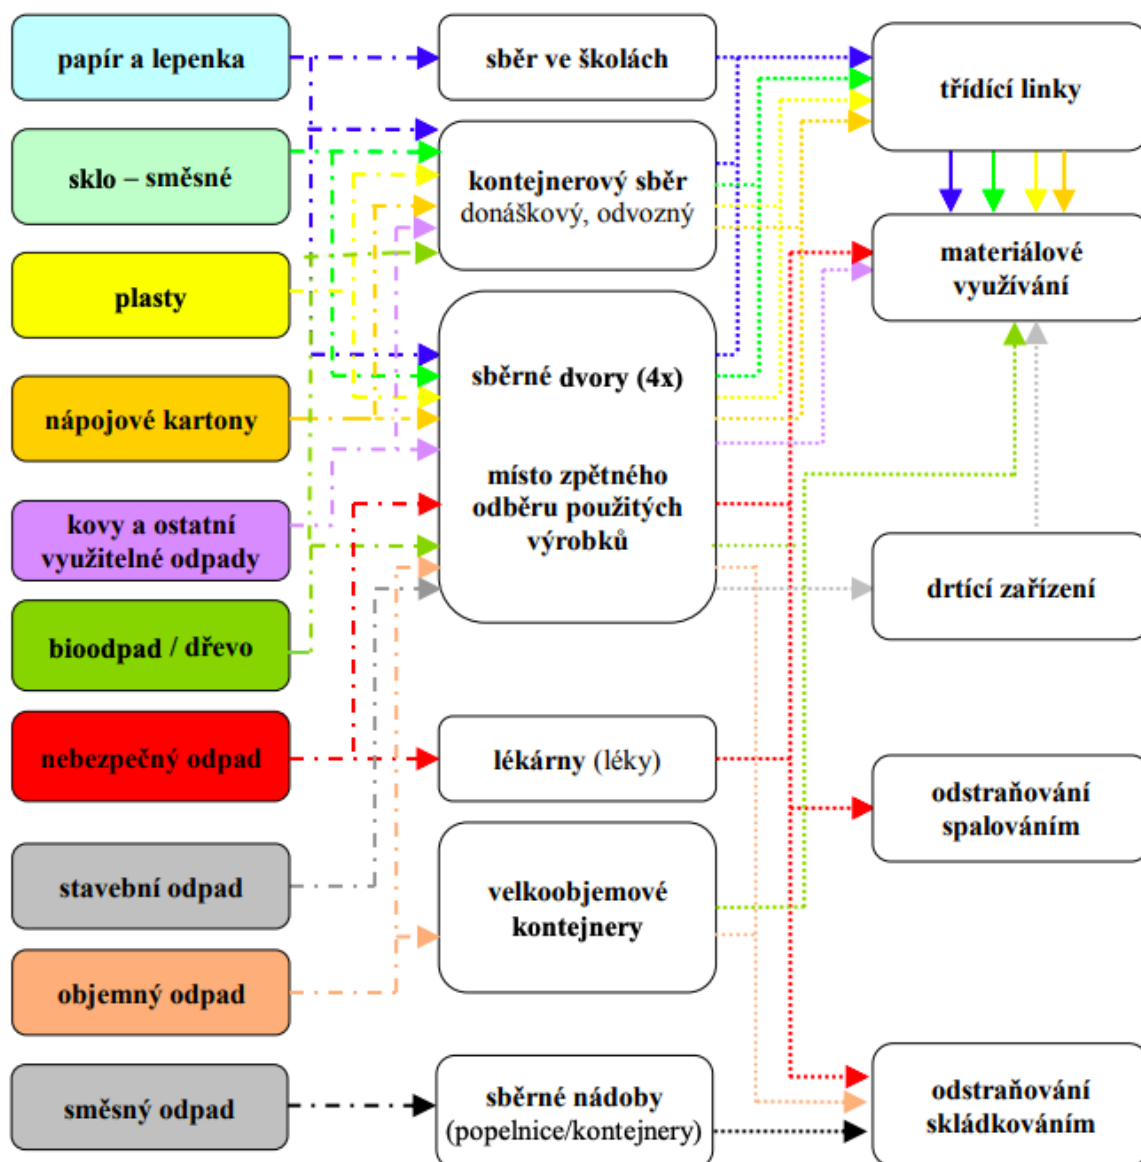 papír a lepenka
sklo – směsné
plasty
nápojové kartony
kovy a ostatní
využitelné odpady
bioodpad / dřevo
nebezpečný odpad
stavební odpad
objemný odpad
směsný odpad
sběr ve školách
kontejnerový sběr
donáškový, odvozný
sběrné dvory (4x)
místo zpětného
odběru použitých
výrobků
lékárny (léky)
velkoobjemové
kontejnery
sběrné nádoby
(popelnice/kontejnery)
třídící linky
materiálové
využívání
drtící zařízení
odstraňování
spalováním
odstraňování
skládkováním